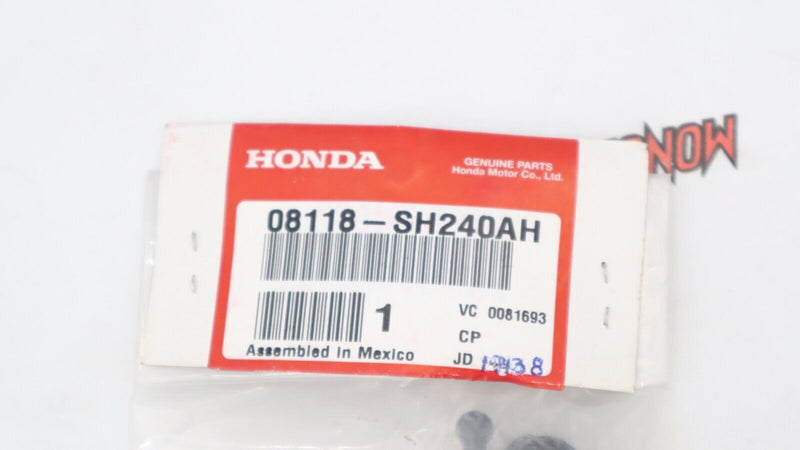 HONDA
GENUINE PARTS
Honda Motor Co., Ltd.
08118-SH240AH
1
VC 0081693
CP
Assembled in Mexico
JD